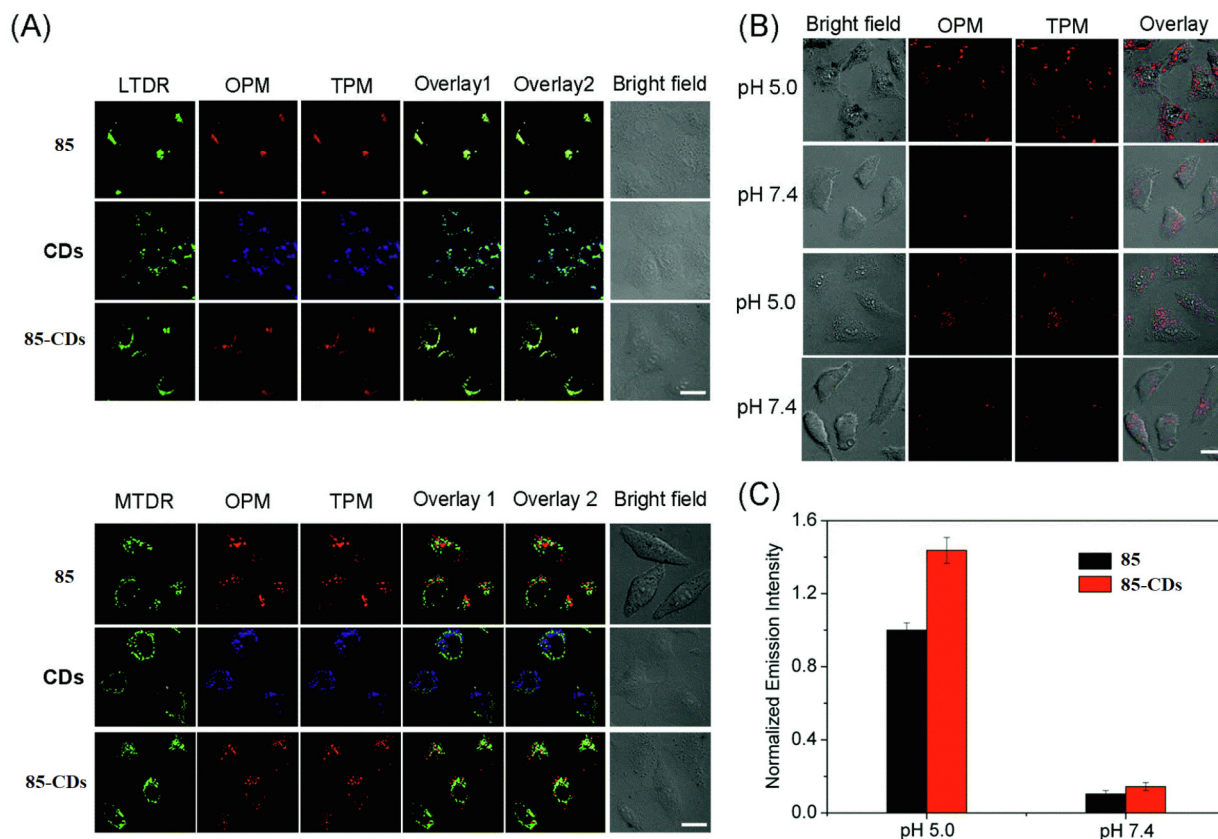 (A)
LTDR OPM TPM Overlay1 Overlay2 Bright field
85
CDs
85-CDs
MTDR OPM TPM Overlay 1 Overlay 2 Bright field
85
CDs
85-CDs
(B)
Bright field OPM TPM Overlay
pH 5.0
pH 7.4
pH 5.0
pH 7.4
(C)
Normalized Emission Intensity
1.6
1.2
0.8
0.4
0.0
85
85-CDs
pH 5.0 pH 7.4